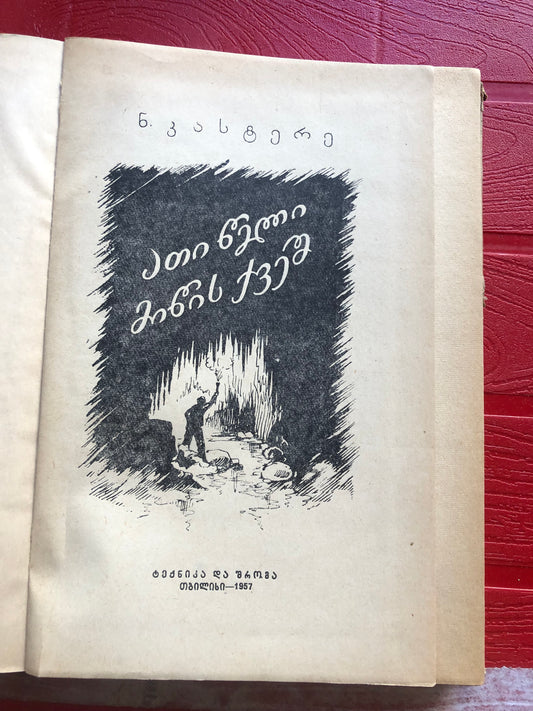 ნ. კასტერე
ათი წელი
მიწის ქვეშ
ტექნიკა და შრომა
თბილისი—1957